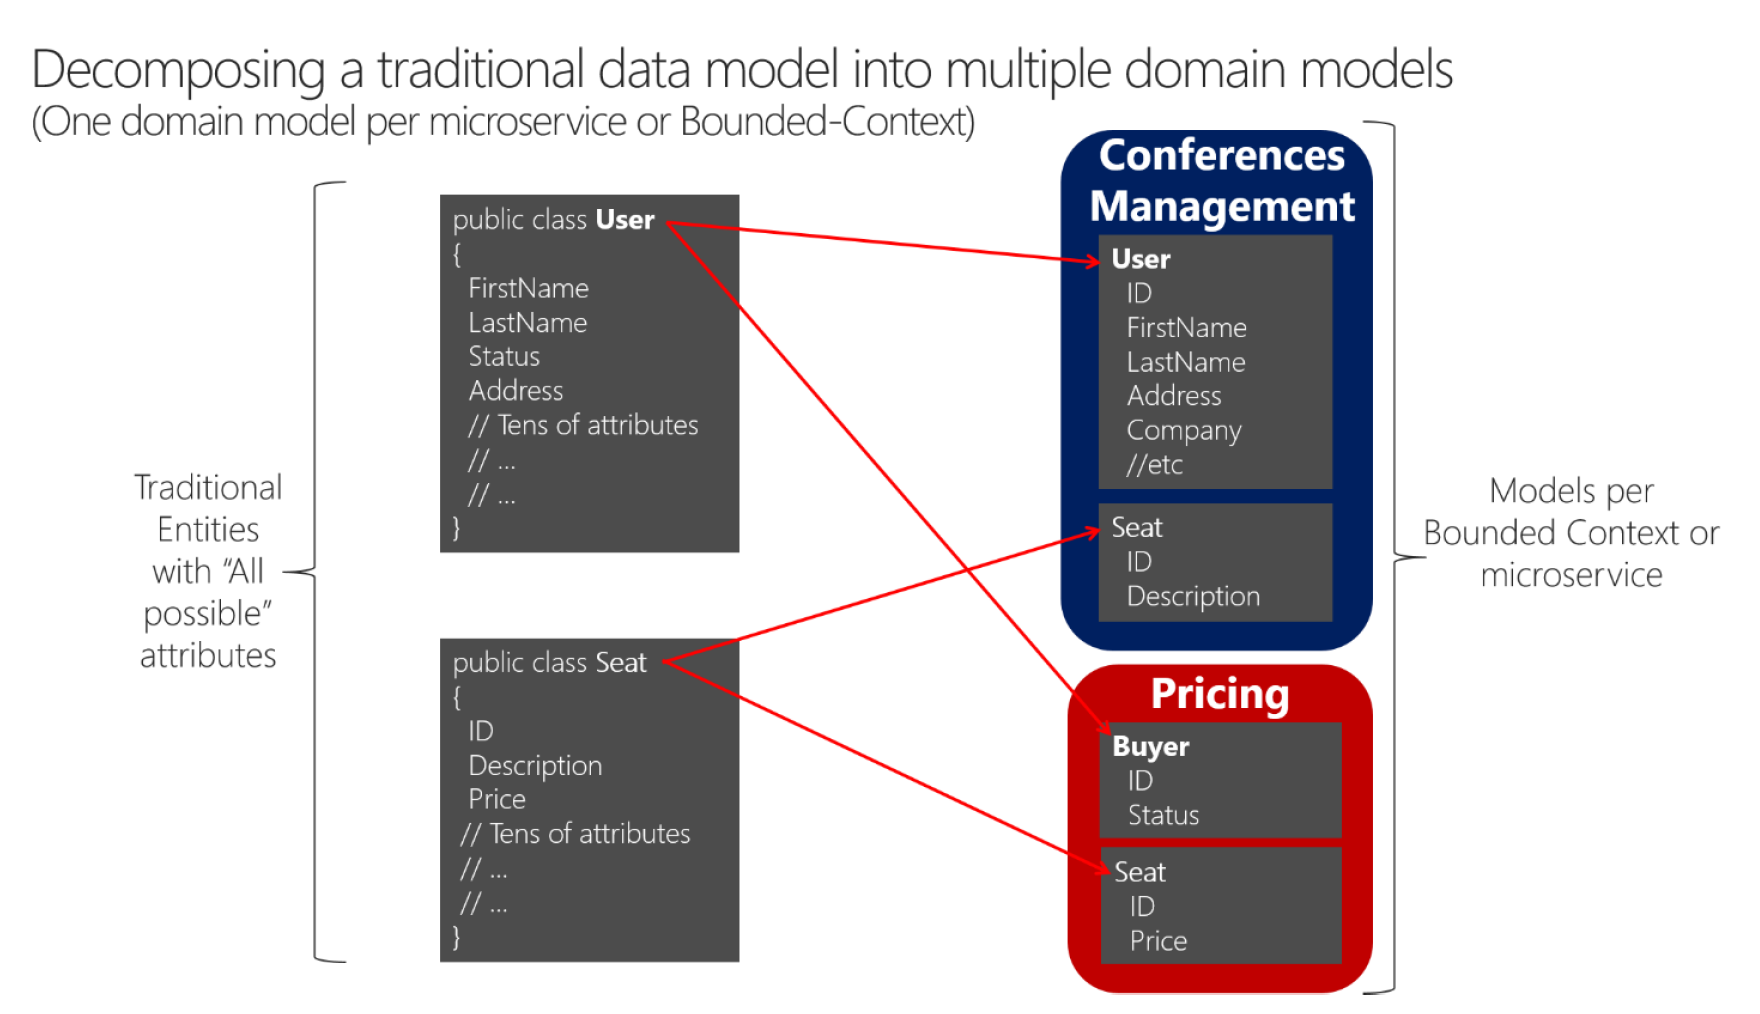 Decomposing a traditional data model into multiple domain models
(One domain model per microservice or Bounded-Context)
Traditional
Entities
with “All
possible”
attributes
public class User
{
FirstName
LastName
Status
Address
// Tens of attributes
// ...
// ...
}
public class Seat
{
ID
Description
Price
// Tens of attributes
// ...
// ...
}
Conferences
Management
User
ID
FirstName
LastName
Address
Company
//etc
Seat
ID
Description
Pricing
Buyer
ID
Status
Seat
ID
Price
Models per
Bounded Context or
microservice